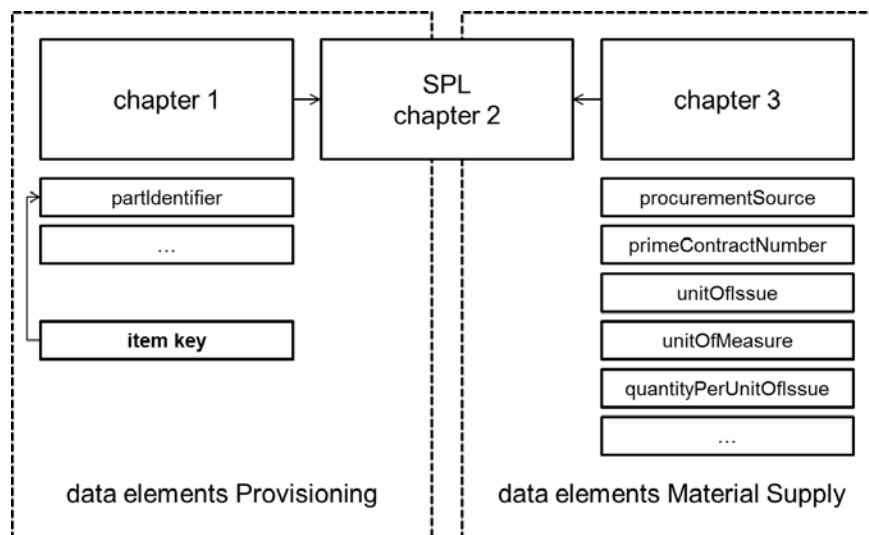 chapter 1
SPL
chapter 2
chapter 3
partIdentifier
...
item key
procurementSource
primeContractNumber
unitOfIssue
unitOfMeasure
quantityPerUnitOfIssue
...
data elements Provisioning
data elements Material Supply